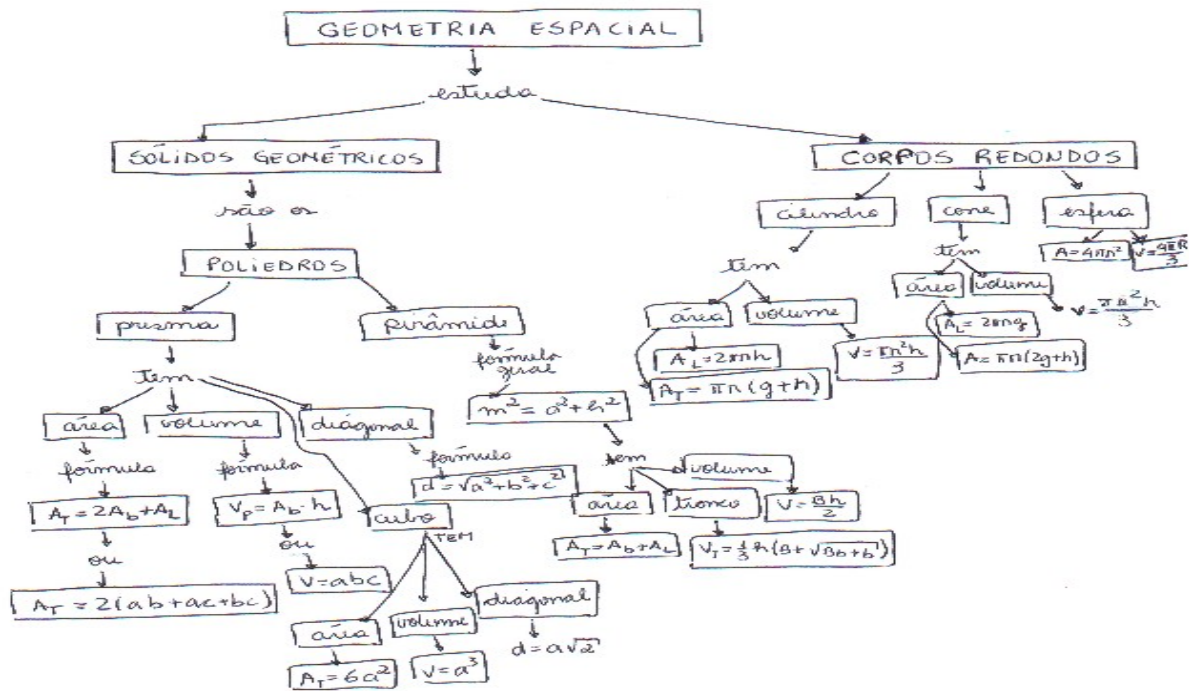 GEOMETRIA ESPACIAL
estuda
SÓLIDOS GEOMÉTRICOS
CORPOS REDONDOS
são os
POLIEDROS
prisma
pirâmide
cilindro
cone
esfera
tem
tem
A=4πr²
V=4πR/3
área
volume
área
volume
A_L=2πrh
A_T=πr(g+h)
V=πr²h/3
A_L=2πrg
A=πr(2g+h)
V=πr²h/3
tem
fórmula geral
m²=a²+h²
área
volume
diagonal
fórmula
fórmula
fórmula
A_T=2A_b+A_L
V_P=A_b·h
d=√a²+b²+c²
ou
ou
A_T=2(ab+ac+bc)
V=abc
cubo
TEM
área
volume
diagonal
A_T=6a²
V=a³
d=a√2
tem
área
tronco
volume
A_T=A_b+A_L
V_T=1/3h(B+√Bb+b)
V=Bh/2